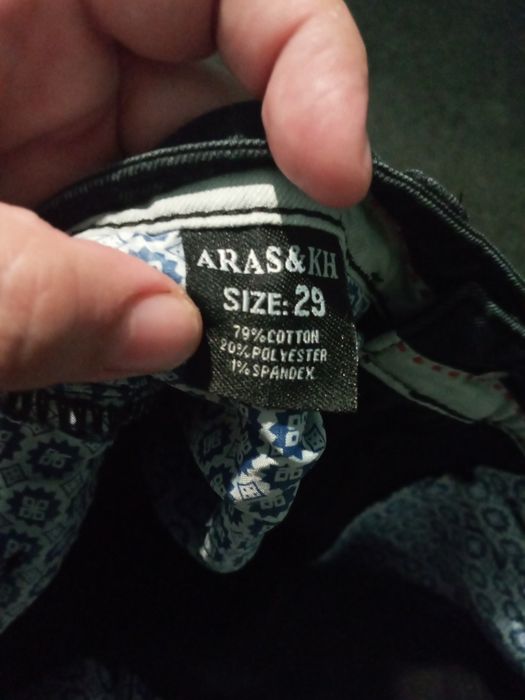 ARAS&KH
SIZE: 29
79%COTTON
20%POLYESTER
1%SPANDEX